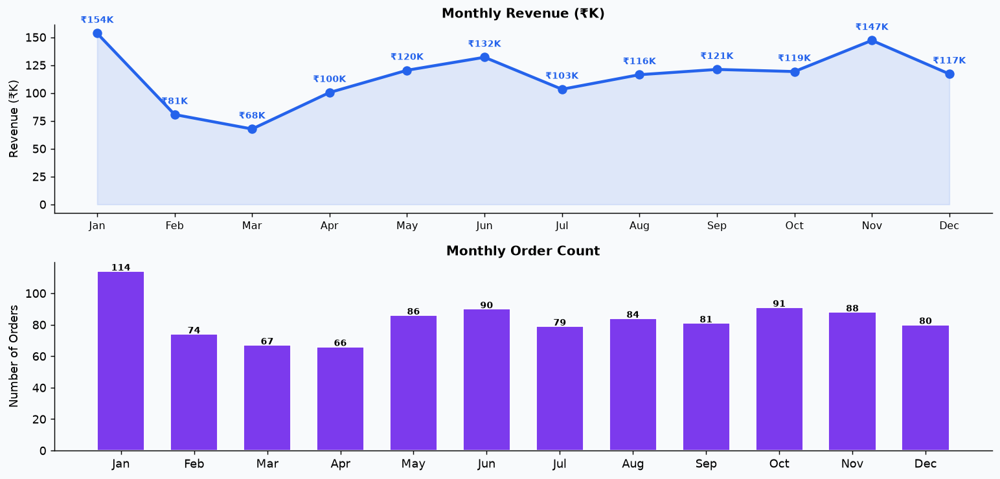 Monthly Revenue (₹K)
₹154K
₹81K
₹68K
₹100K
₹120K
₹132K
₹103K
₹116K
₹121K
₹119K
₹147K
₹117K
Revenue (₹K)
150
125
100
75
50
25
0
Jan Feb Mar Apr May Jun Jul Aug Sep Oct Nov Dec
Monthly Order Count
114
74
67
66
86
90
79
84
81
91
88
80
Number of Orders
100
80
60
40
20
0
Jan Feb Mar Apr May Jun Jul Aug Sep Oct Nov Dec